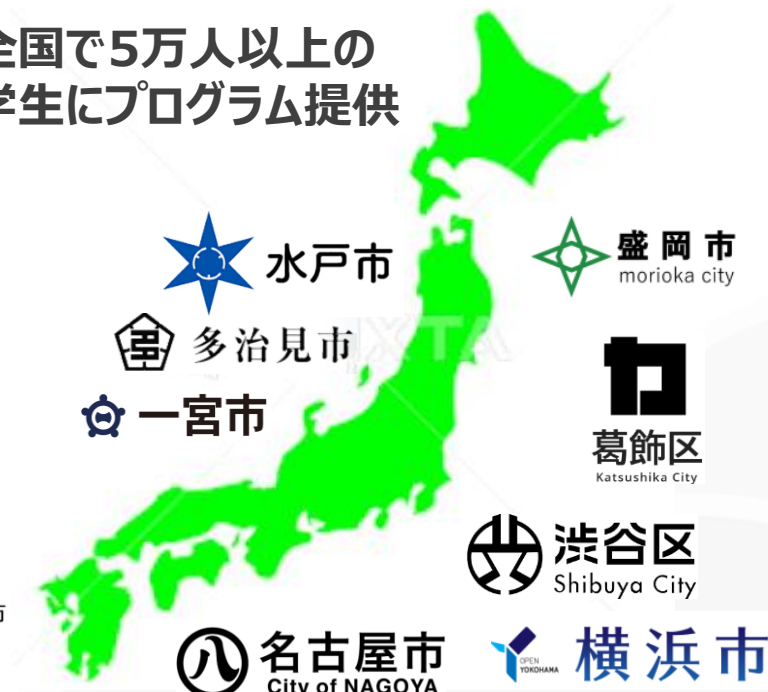 全国で5万人以上の
学生にプログラム提供
水戸市
盛岡市
morioka city
多治見市
一宮市
葛飾区
Katsushika City
渋谷区
Shibuya City
市
名古屋市
City of NAGOYA
OPEN
YOKOHAMA
横浜市